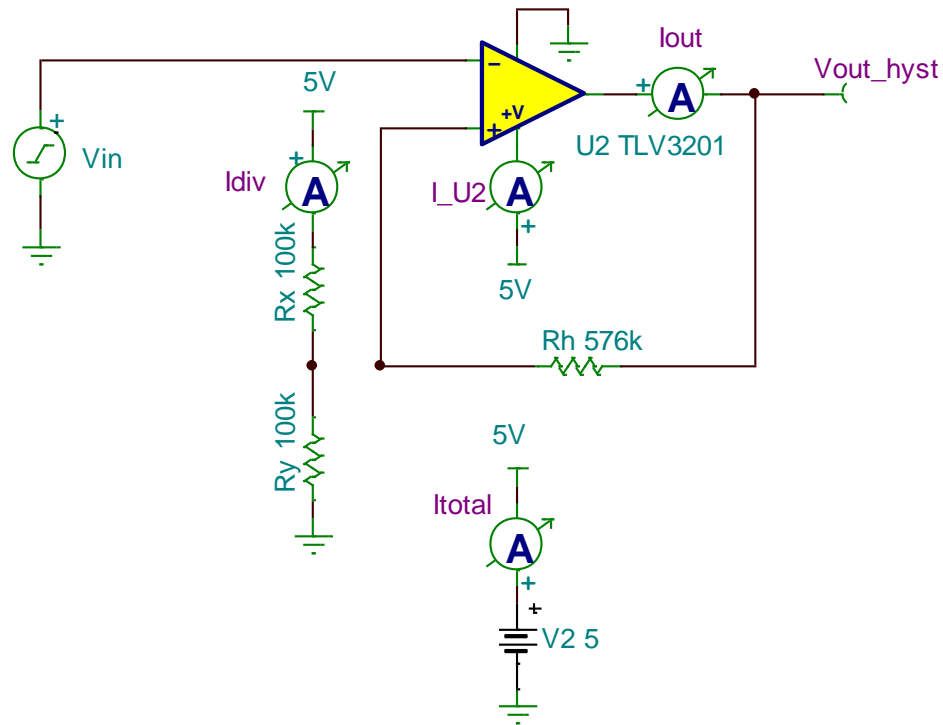 Iout
Vout_hyst
5V
+
−
+
+V
A
U2 TLV3201
+
Vin
+
Idiv
A
I_U2
A
+
5V
Rx 100k
Rh 576k
Ry 100k
5V
Itotal
A
+
+
V2 5